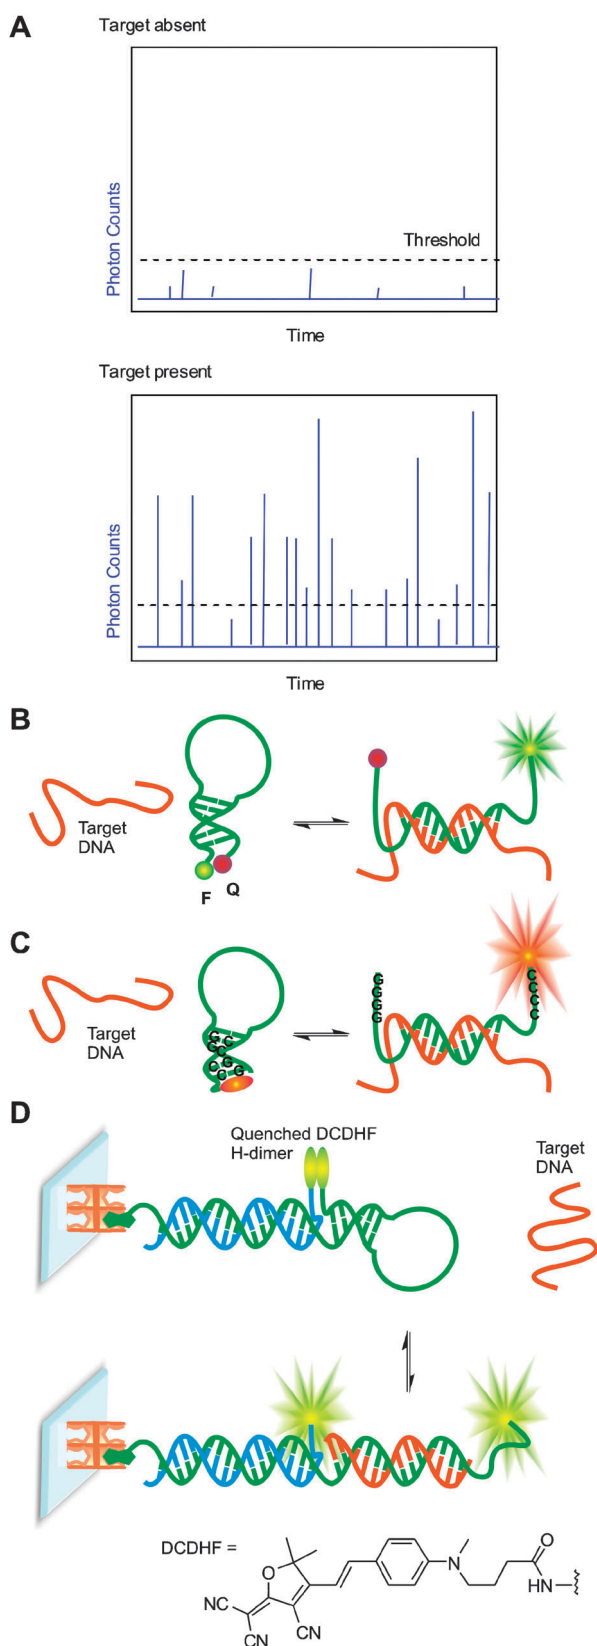 A
Target absent
Photon Counts
Threshold
Time
Target present
Photon Counts
Time
B
Target
DNA
F
Q
C
Target
DNA
G
G
C
C
G
C
C
G
G
G
G
G
C
C
C
C
D
Quenched DCDHF
H-dimer
Target
DNA
DCDHF =
O
NC
CN
CN
N
O
HN